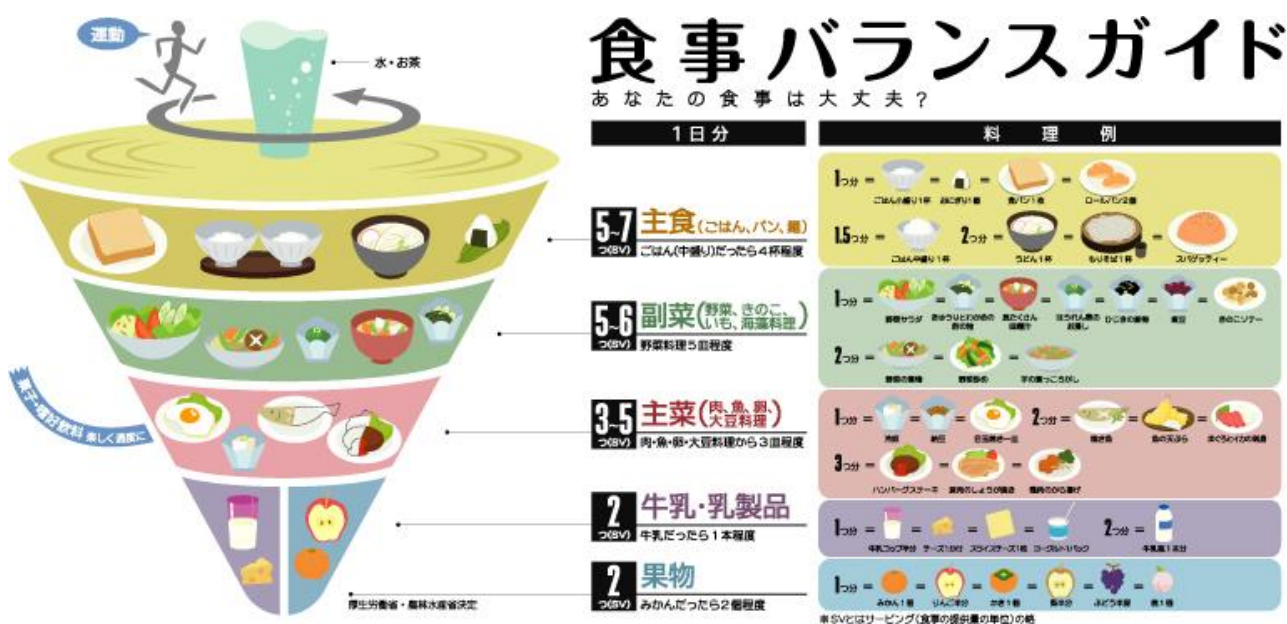 運動
水・お茶
菓子・嗜好飲料 楽しく適度に
厚生労働省・農林水産省決定
食事バランスガイド
あなたの食事は大丈夫?
1日分
料理例
5~7 つ(SV) 主食(ごはん、パン、麺)
ごはん(中盛り)だったら4杯程度
5~6 つ(SV) 副菜(野菜、きのこ、いも、海藻料理)
野菜料理5皿程度
3~5 つ(SV) 主菜(肉、魚、卵、大豆料理)
肉・魚・卵・大豆料理から3皿程度
2 つ(SV) 牛乳・乳製品
牛乳だったら1本程度
2 つ(SV) 果物
みかんだったら2個程度
1つ分 = = = =
ごはん小盛り1杯 おにぎり1個 食パン1枚 ロールパン2個
1.5つ分 = 2つ分 = = =
ごはん中盛り1杯 うどん1杯 もりそば1杯 スパゲッティー
1つ分 = = = = = = =
野菜サラダ きゅうりとわかめの酢の物 具たくさん味噌汁 ほうれん草のお浸し ひじきの煮物 煮豆 きのこソテー
2つ分 = = =
野菜の煮物 野菜炒め 芋の煮っころがし
1つ分 = = = 2つ分 = = =
冷奴 納豆 目玉焼き一皿 焼き魚 魚の天ぷら まぐろとイカの刺身
3つ分 = = =
ハンバーグステーキ 豚肉のしょうが焼き 鶏肉のから揚げ
1つ分 = = = = 2つ分 =
牛乳コップ半分 チーズ1かけ スライスチーズ1枚 ヨーグルト1パック 牛乳瓶1本分
1つ分 = = = = = =
みかん1個 りんご半分 かき1個 梨半分 ぶどう半房 桃1個
※SVとはサービング(食事の提供量の単位)の略